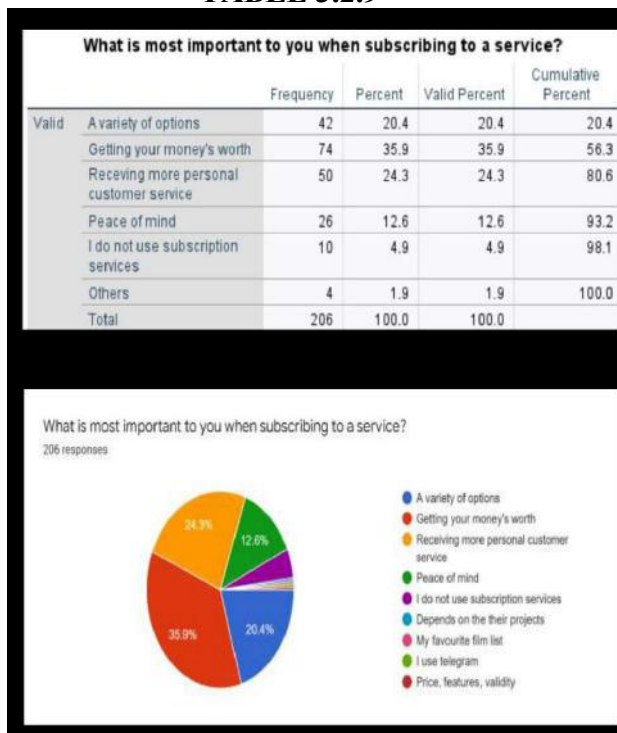 TABLE 3.2.9
What is most important to you when subscribing to a service?
Frequency Percent Valid Percent Cumulative Percent
Valid A variety of options 42 20.4 20.4 20.4
Getting your money's worth 74 35.9 35.9 56.3
Receving more personal customer service 50 24.3 24.3 80.6
Peace of mind 26 12.6 12.6 93.2
I do not use subscription services 10 4.9 4.9 98.1
Others 4 1.9 1.9 100.0
Total 206 100.0 100.0
What is most important to you when subscribing to a service?
206 responses
24.3%
12.6%
35.9%
20.4%
A variety of options
Getting your money's worth
Receiving more personal customer
service
Peace of mind
I do not use subscription services
Depends on the their projects
My favourite film list
I use telegram
Price, features, validity